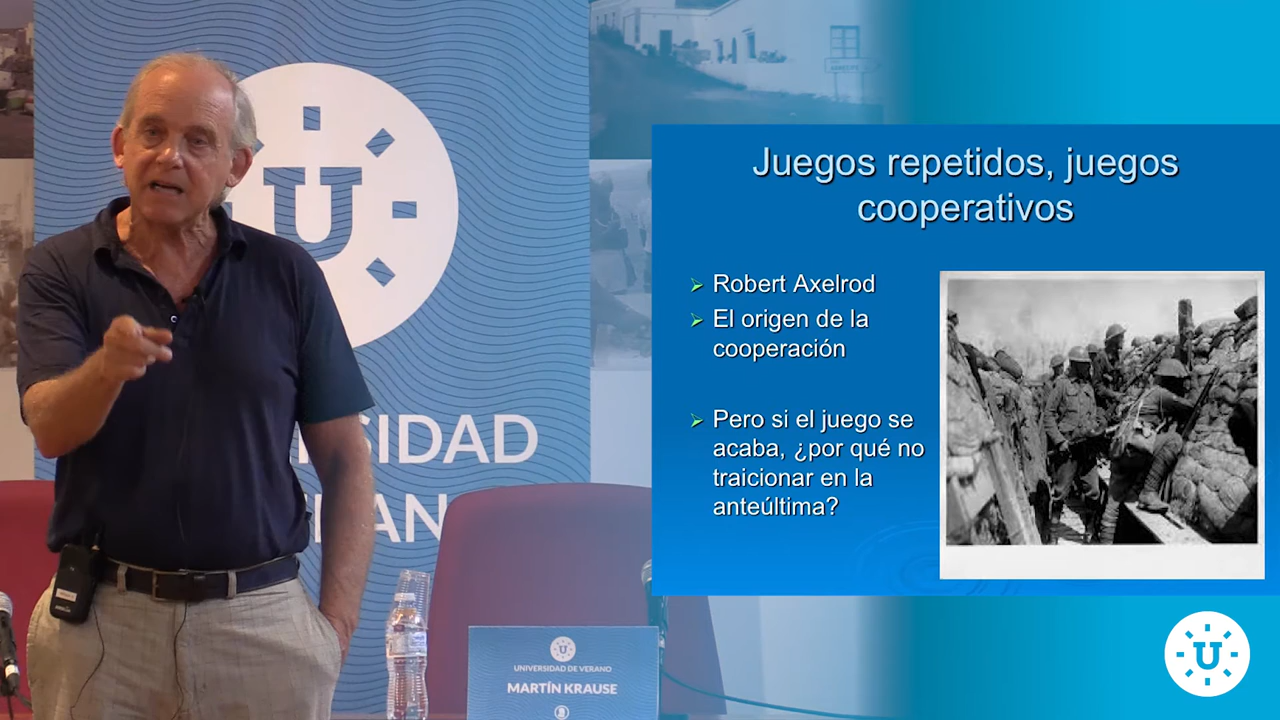 U
SIDAD
AN
Juegos repetidos, juegos
cooperativos
Robert Axelrod
El origen de la
cooperación
Pero si el juego se
acaba, ¿por qué no
traicionar en la
anteúltima?
U
UNIVERSIDAD DE VERANO
MARTÍN KRAUSE
U